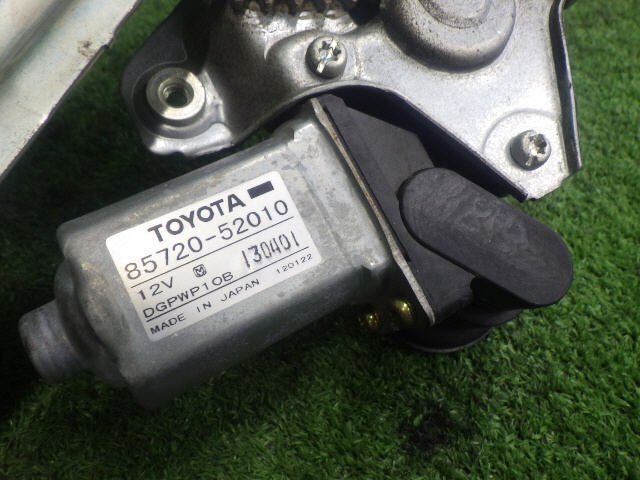 TOYOTA
85720-52010
12V M 130401
DGPWP10B 120122
MADE IN JAPAN